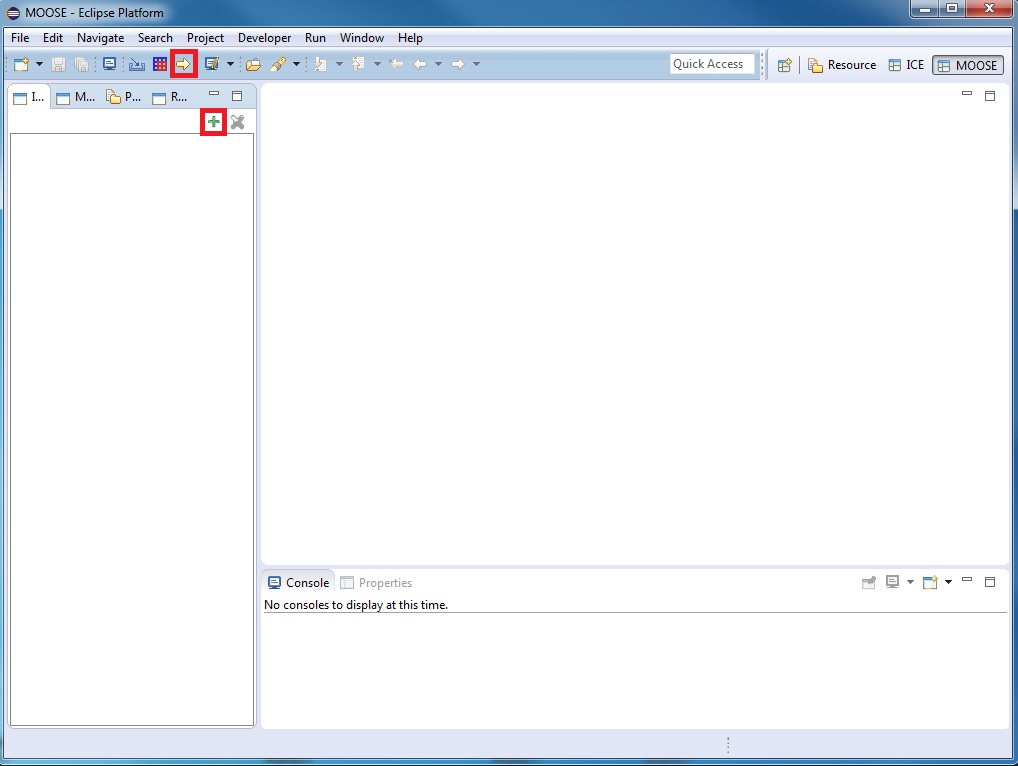 MOOSE - Eclipse Platform
File Edit Navigate Search Project Developer Run Window Help
Quick Access Resource ICE MOOSE
I... M... P... R...
Console Properties
No consoles to display at this time.